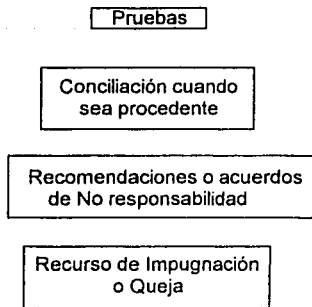 Pruebas
Conciliación cuando
sea procedente
Recomendaciones o acuerdos
de No responsabilidad
Recurso de Impugnación
o Queja